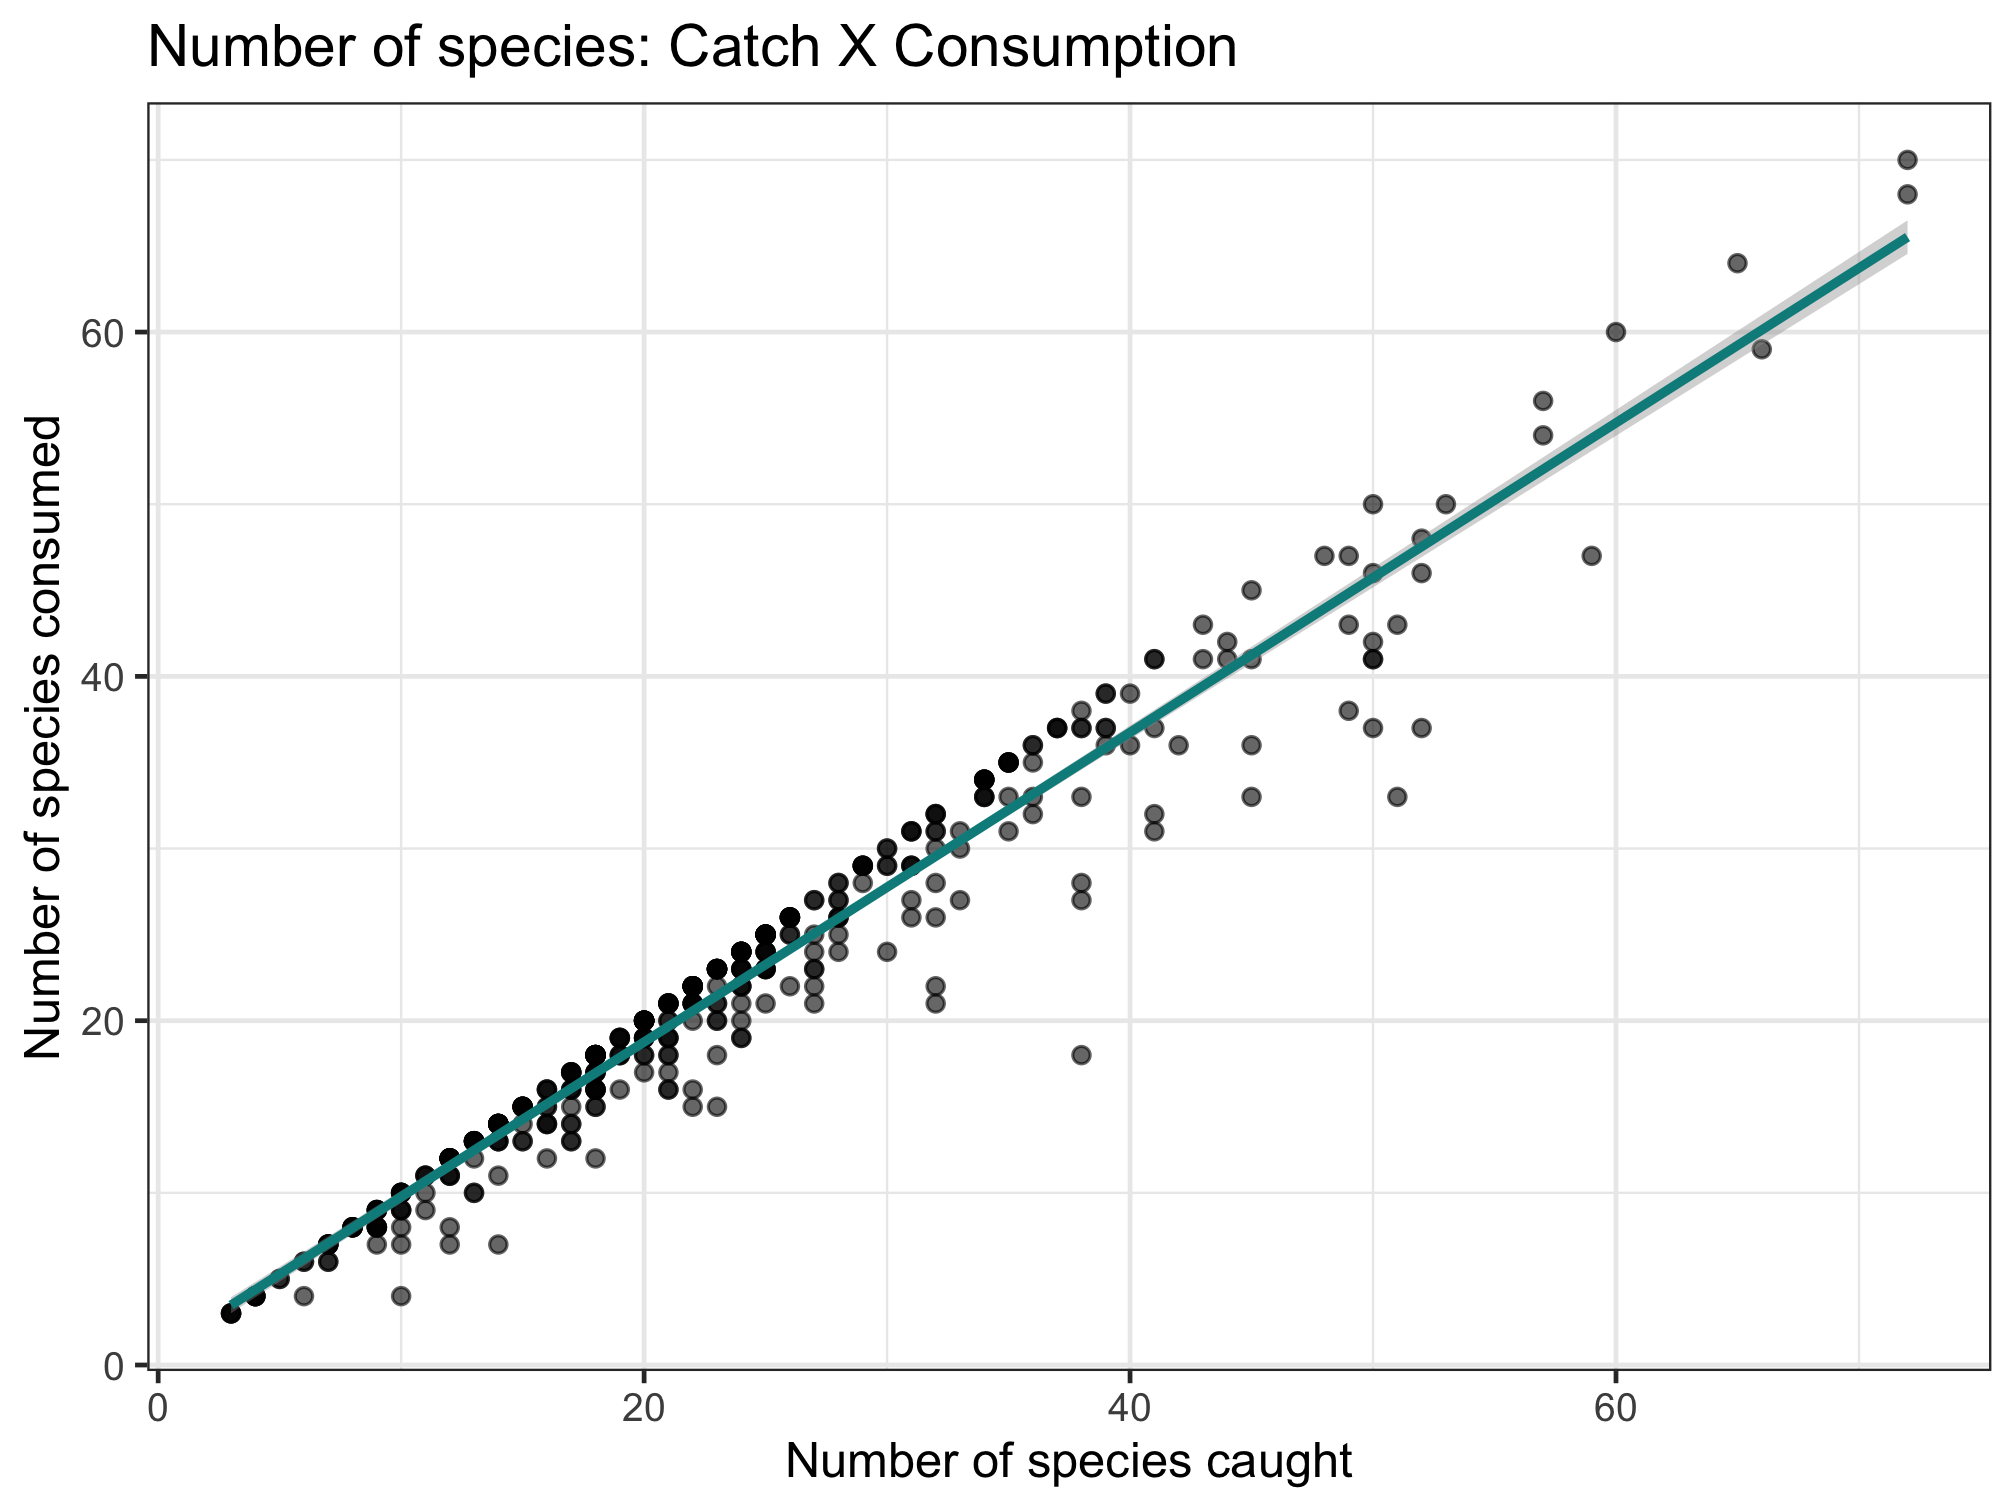 Number of species: Catch X Consumption
Number of species consumed
60
40
20
0
0 20 40 60
Number of species caught